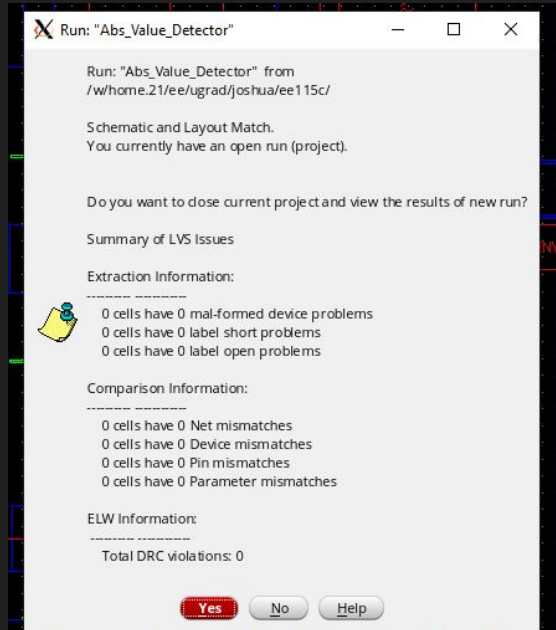 Run: "Abs_Value_Detector"
Run: "Abs_Value_Detector" from
/w/home.21/ee/ugrad/joshua/ee115c/
Schematic and Layout Match.
You currently have an open run (project).
Do you want to close current project and view the results of new run?
Summary of LVS Issues
Extraction Information:
0 cells have 0 mal-formed device problems
0 cells have 0 label short problems
0 cells have 0 label open problems
Comparison Information:
0 cells have 0 Net mismatches
0 cells have 0 Device mismatches
0 cells have 0 Pin mismatches
0 cells have 0 Parameter mismatches
ELW Information:
Total DRC violations: 0
Yes No Help